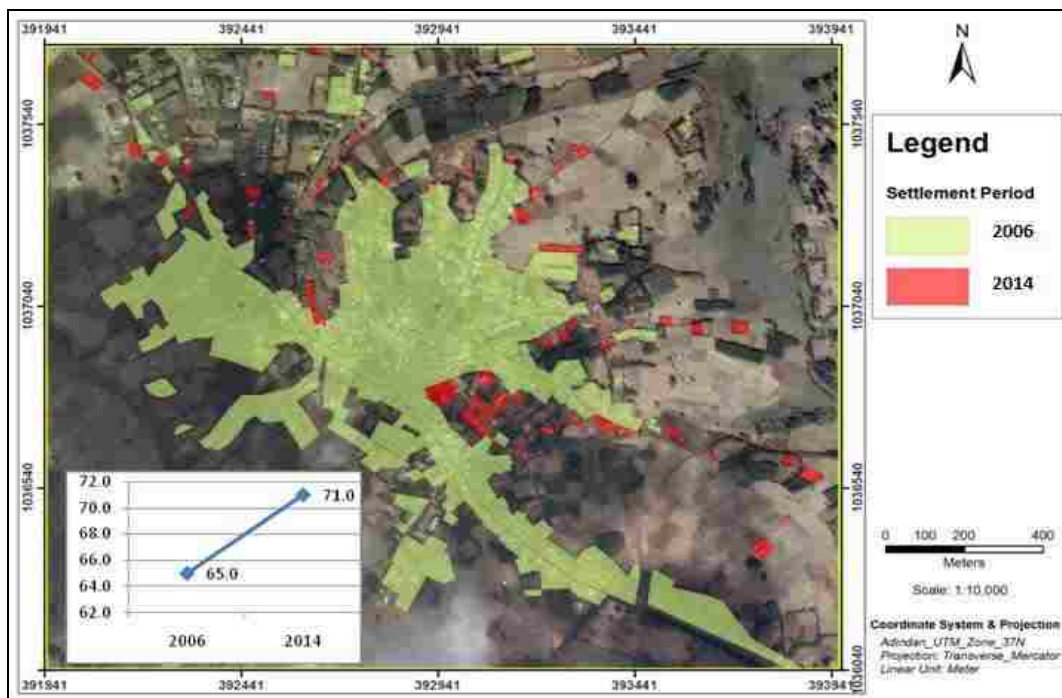 391941 392441 392941 393441 393941
N
1037540 1037540
Legend
Settlement Period
2006
2014
1037040 1037040
1036540 1036540
72.0
70.0
68.0
66.0
64.0
62.0
71.0
65.0
2006 2014
0 100 200 400
Meters
Scale: 1:10,000
Coordinate System & Projection
Adindan_UTM_Zone_37N
Projection: Transverse_Mercator
Linear Unit: Meter
1036040 1036040
391941 392441 392941 393441 393941